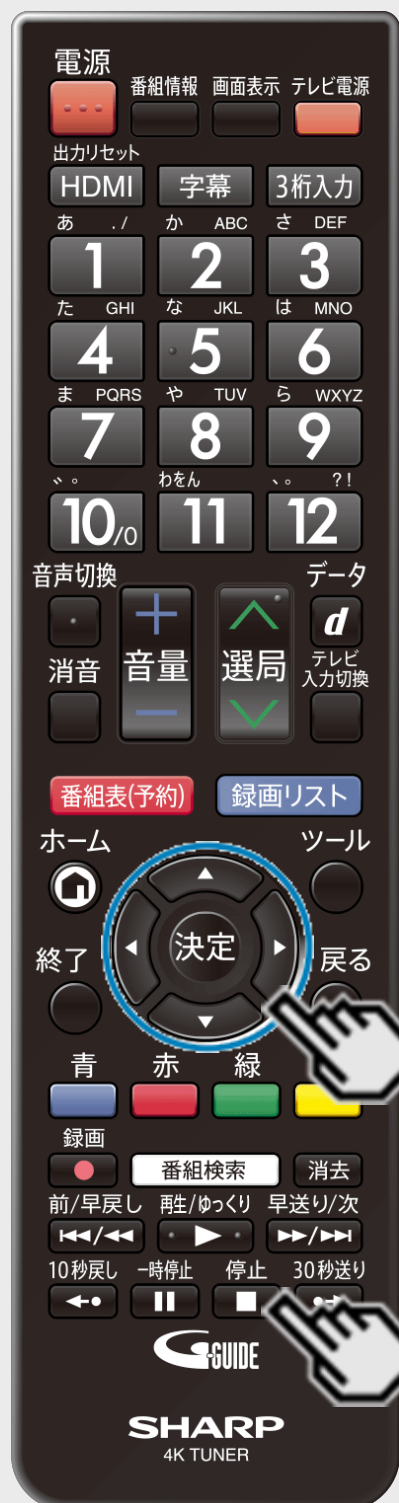 電源
番組情報 画面表示 テレビ電源
出力リセット
HDMI 字幕 3桁入力
あ ./ か ABC さ DEF
1 2 3
た GHI な JKL は MNO
4 5 6
ま PQRS や TUV ら WXYZ
7 8 9
゛゜ わをん 、。 ?!
10/0 11 12
音声切換 データ
+ ∧ d
消音 音量 選局 テレビ
入力切換
− ∨
番組表(予約) 録画リスト
ホーム ツール
決定
終了 戻る
青 赤 緑
録画
番組検索 消去
前/早戻し 再生/ゆっくり 早送り/次
10秒戻し 一時停止 停止 30秒送り
G-GUIDE
SHARP
4K TUNER